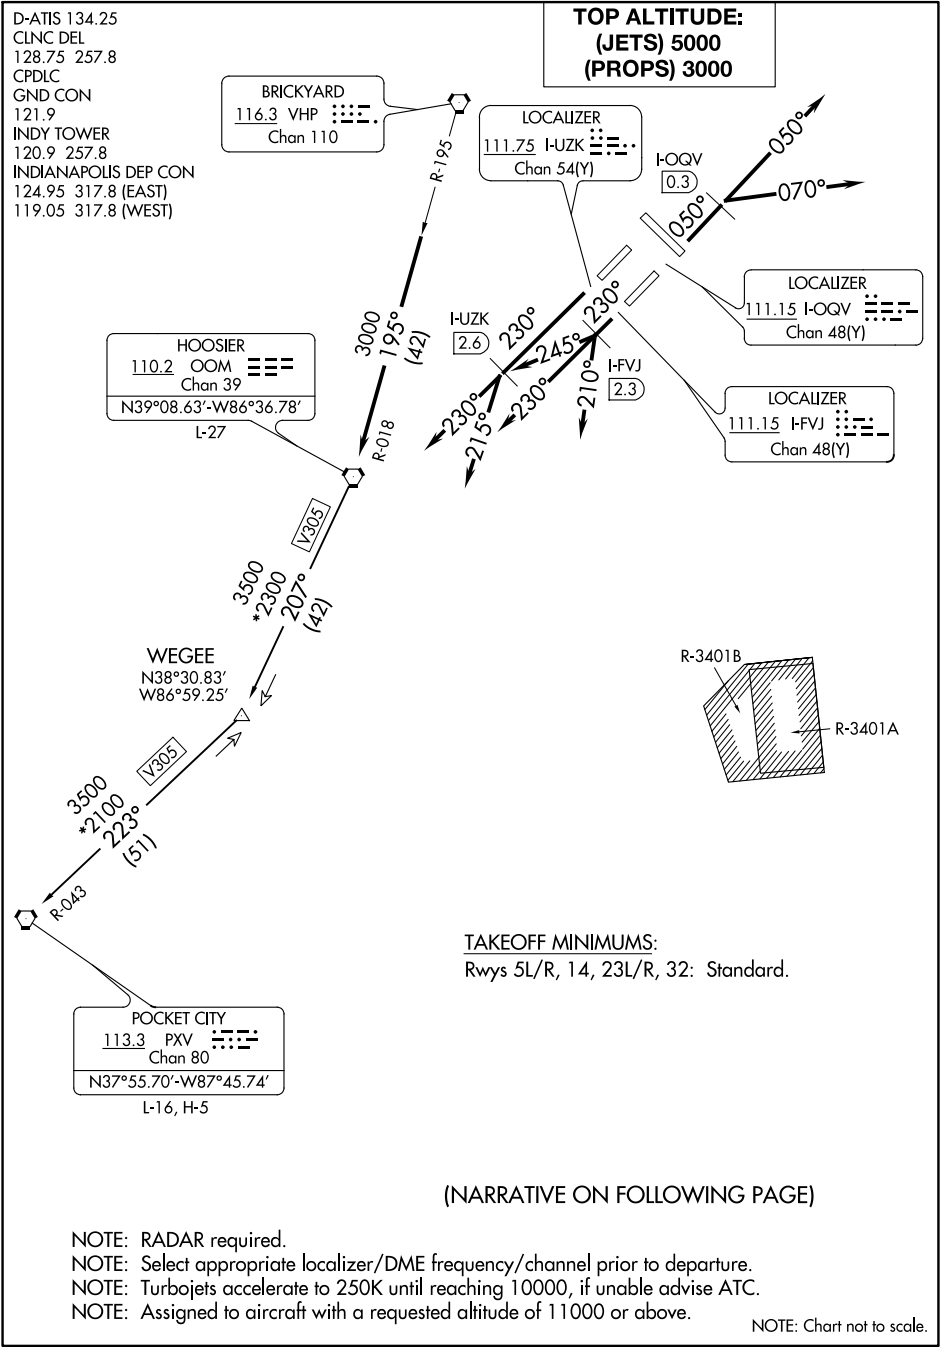 D-ATIS 134.25
CLNC DEL
128.75 257.8
CPDLC
GND CON
121.9
INDY TOWER
120.9 257.8
INDIANAPOLIS DEP CON
124.95 317.8 (EAST)
119.05 317.8 (WEST)
TOP ALTITUDE:
(JETS) 5000
(PROPS) 3000
BRICKYARD
116.3 VHP
Chan 110
R-195
LOCALIZER
111.75 I-UZK
Chan 54(Y)
I-OQV
0.3
050°
050°
070°
LOCALIZER
111.15 I-OQV
Chan 48(Y)
I-UZK
2.6
230°
230°
245°
I-FVJ
2.3
230°
215°
230°
210°
LOCALIZER
111.15 I-FVJ
Chan 48(Y)
3000
195°
(42)
HOOSIER
110.2 OOM
Chan 39
N39°08.63'-W86°36.78'
L-27
R-018
V305
3500
*2300
207°
(42)
WEGEE
N38°30.83'
W86°59.25'
R-3401B
R-3401A
V305
3500
*2100
223°
(51)
R-043
TAKEOFF MINIMUMS:
Rwys 5L/R, 14, 23L/R, 32: Standard.
POCKET CITY
113.3 PXV
Chan 80
N37°55.70'-W87°45.74'
L-16, H-5
(NARRATIVE ON FOLLOWING PAGE)
NOTE: RADAR required.
NOTE: Select appropriate localizer/DME frequency/channel prior to departure.
NOTE: Turbojets accelerate to 250K until reaching 10000, if unable advise ATC.
NOTE: Assigned to aircraft with a requested altitude of 11000 or above.
NOTE: Chart not to scale.